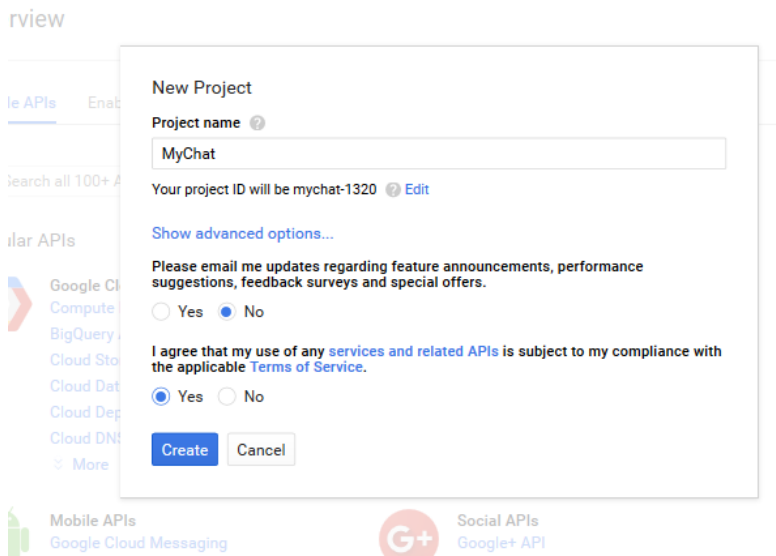 rview
New Project
le APIs
Enab
Project name ?
MyChat
Search all 100+ A
Your project ID will be mychat-1320 ? Edit
Show advanced options...
ular APIs
Please email me updates regarding feature announcements, performance
suggestions, feedback surveys and special offers.
Google Cl
Compute
Yes No
BigQuery A
I agree that my use of any services and related APIs is subject to my compliance with
the applicable Terms of Service.
Cloud Sto
Cloud Dat
Yes No
Cloud Dep
Cloud DNS
Create Cancel
More
Mobile APIs
Google Cloud Messaging
G+
Social APIs
Google+ API